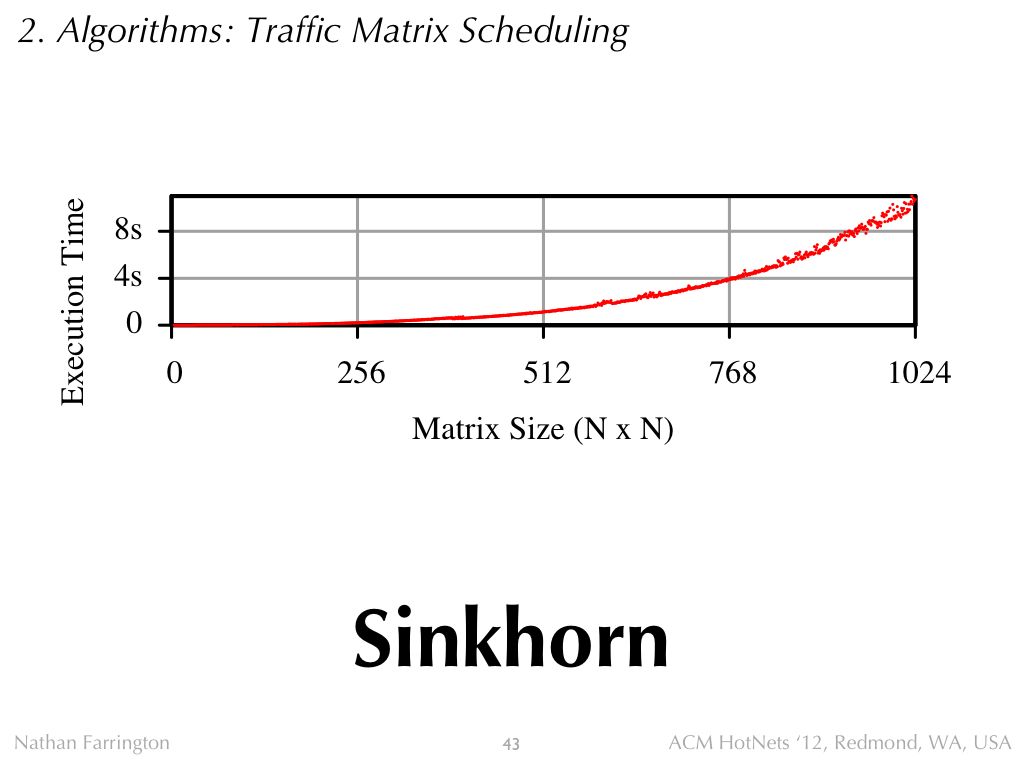 2. Algorithms: Traffic Matrix Scheduling
Execution Time
8s
4s
0
0 256 512 768 1024
Matrix Size (N x N)
Sinkhorn
Nathan Farrington 43 ACM HotNets ‘12, Redmond, WA, USA